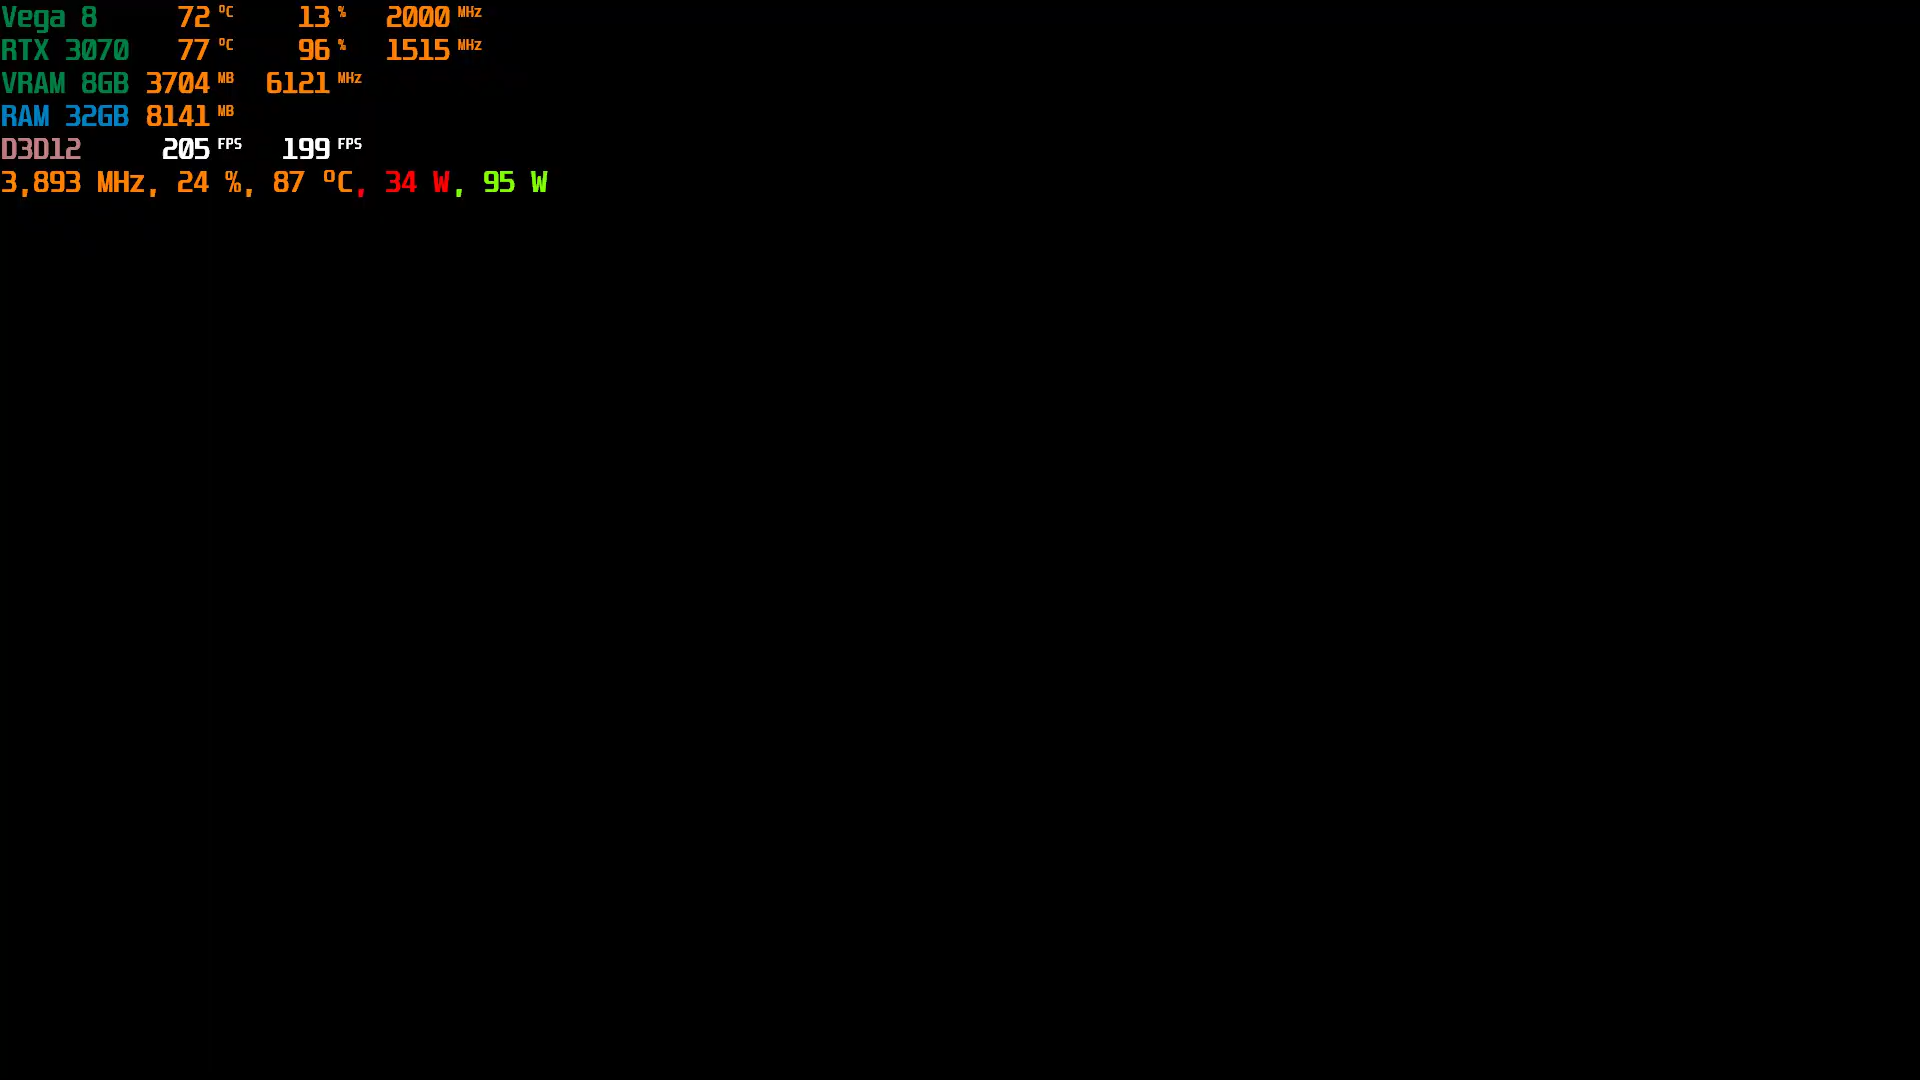 Vega 8 72 °C 13 % 2000 MHz
RTX 3070 77 °C 96 % 1515 MHz
VRAM 8GB 3704 MB 6121 MHz
RAM 32GB 8141 MB
D3D12 205 FPS 199 FPS
3,893 MHz, 24 %, 87 °C, 34 W, 95 W